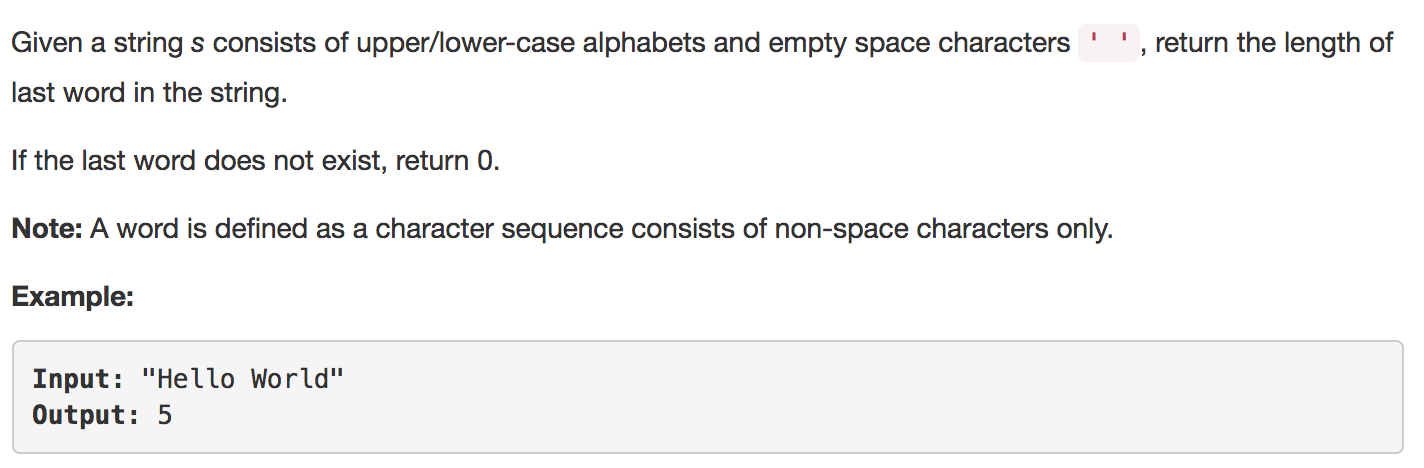 Given a string s consists of upper/lower-case alphabets and empty space characters ' ', return the length of
last word in the string.
If the last word does not exist, return 0.
Note: A word is defined as a character sequence consists of non-space characters only.
Example:
Input: "Hello World"
Output: 5